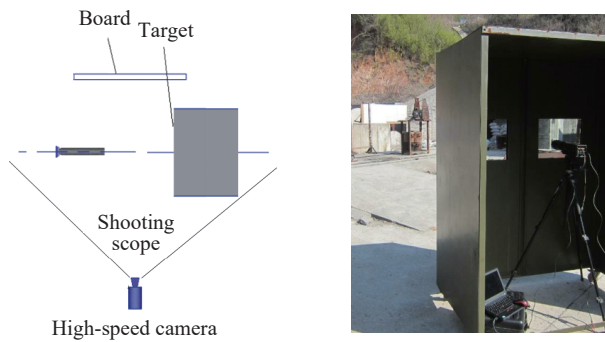 Board
Target
Shooting
scope
High-speed camera